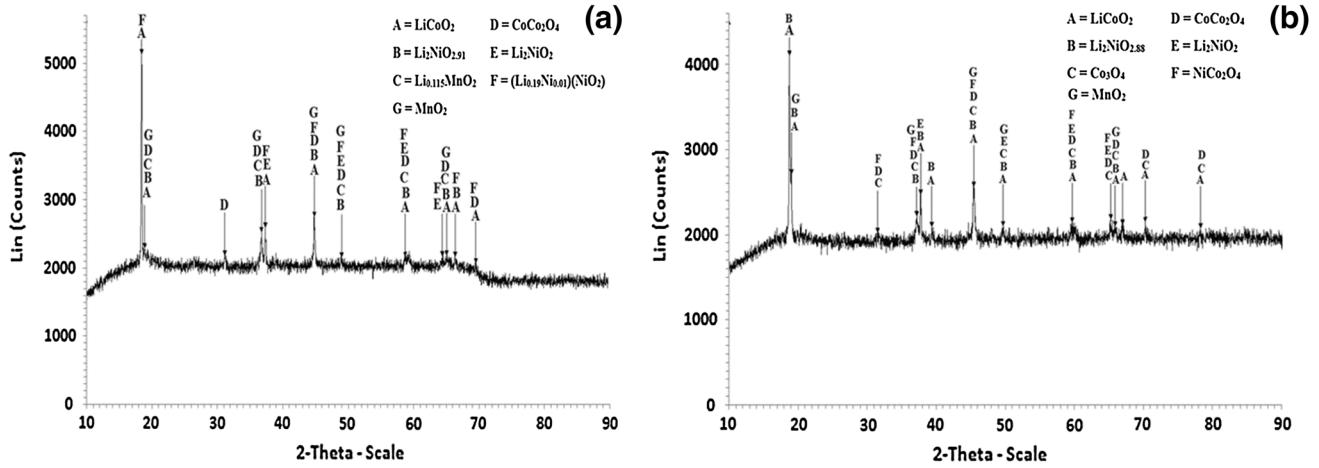 (a)
A = LiCoO₂ D = CoCo₂O₄
B = Li₂NiO₂.₉₁ E = Li₂NiO₂
C = Li₀.₁₁₅MnO₂ F = (Li₀.₁₉Ni₀.₀₁)(NiO₂)
G = MnO₂
F
A
G
D
C
B
A
D
G
D
C
B
F
E
A
G
F
D
B
A
G
F
E
D
C
B
F
E
D
C
B
A
F
E
G
D
C
B
A
F
B
A
F
D
A
Lin (Counts)
5000
4000
3000
2000
1000
0
10 20 30 40 50 60 70 80 90
2-Theta - Scale
(b)
A = LiCoO₂ D = CoCo₂O₄
B = Li₂NiO₂.₈₈ E = Li₂NiO₂
C = Co₃O₄ F = NiCo₂O₄
G = MnO₂
B
A
G
B
A
F
D
C
G
F
D
C
B
E
B
A
B
A
G
F
D
C
B
A
G
E
C
B
A
F
E
D
C
B
A
F
E
D
C
G
D
C
B
A
A
D
C
A
D
C
A
Lin (Counts)
4000
3000
2000
1000
0
10 20 30 40 50 60 70 80 90
2-Theta - Scale